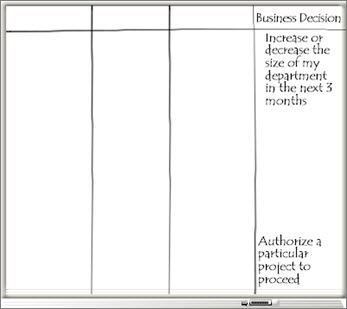 Business Decision
Increase or
decrease the
size of my
department
in the next 3
months
Authorize a
particular
project to
proceed